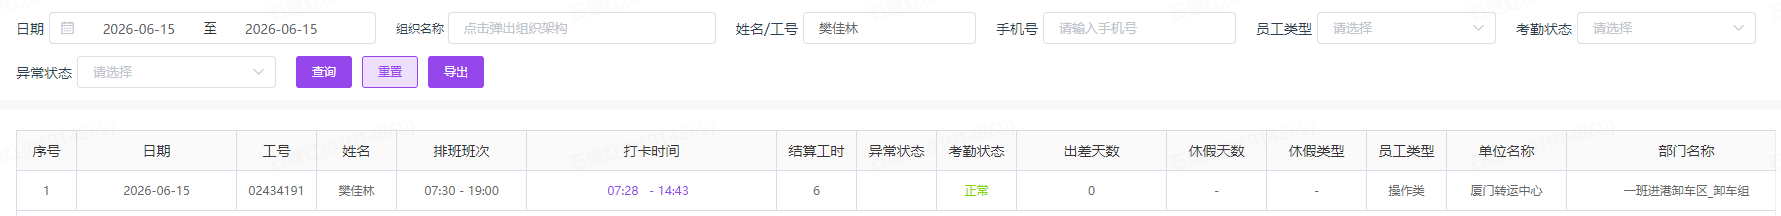 日期 2026-06-15 至 2026-06-15 组织名称 点击弹出组织架构 姓名/工号 樊佳林 手机号 请输入手机号 员工类型 请选择 考勤状态 请选择
异常状态 请选择 查询 重置 导出
序号 日期 工号 姓名 排班班次 打卡时间 结算工时 异常状态 考勤状态 出差天数 休假天数 休假类型 员工类型 单位名称 部门名称
1 2026-06-15 02434191 樊佳林 07:30 - 19:00 07:28 - 14:43 6 正常 0 - - 操作类 厦门转运中心 一班进港卸车区_卸车组